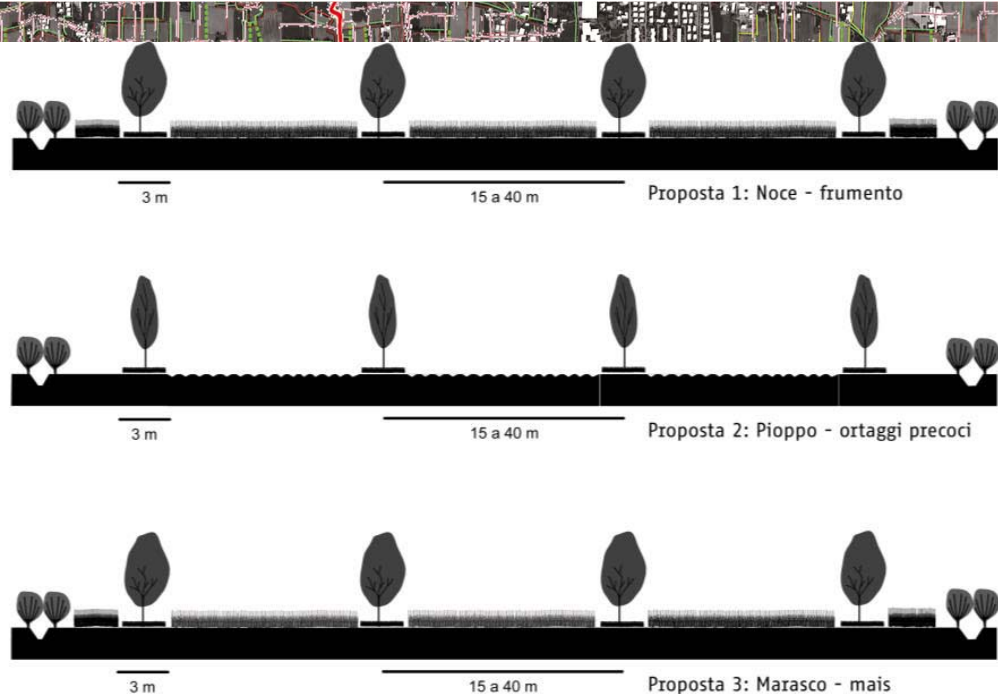 3 m
15 a 40 m
Proposta 1: Noce - frumento
3 m
15 a 40 m
Proposta 2: Pioppo - ortaggi precoci
3 m
15 a 40 m
Proposta 3: Marasco - mais